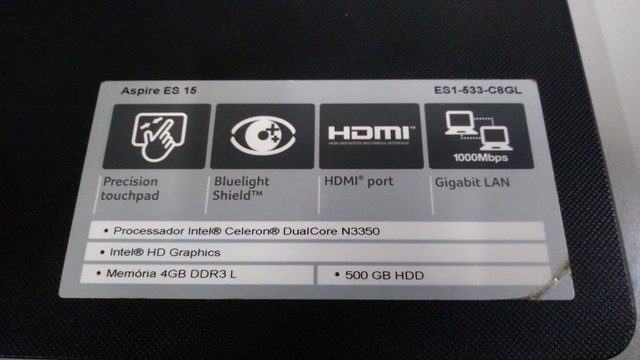 Aspire ES 15 ES1-533-C8GL
HDMI™
HIGH-DEFINITION MULTIMEDIA INTERFACE
1000Mbps
Precision touchpad
Bluelight Shield™
HDMI® port
Gigabit LAN
• Processador Intel® Celeron® DualCore N3350
• Intel® HD Graphics
• Memória 4GB DDR3 L • 500 GB HDD